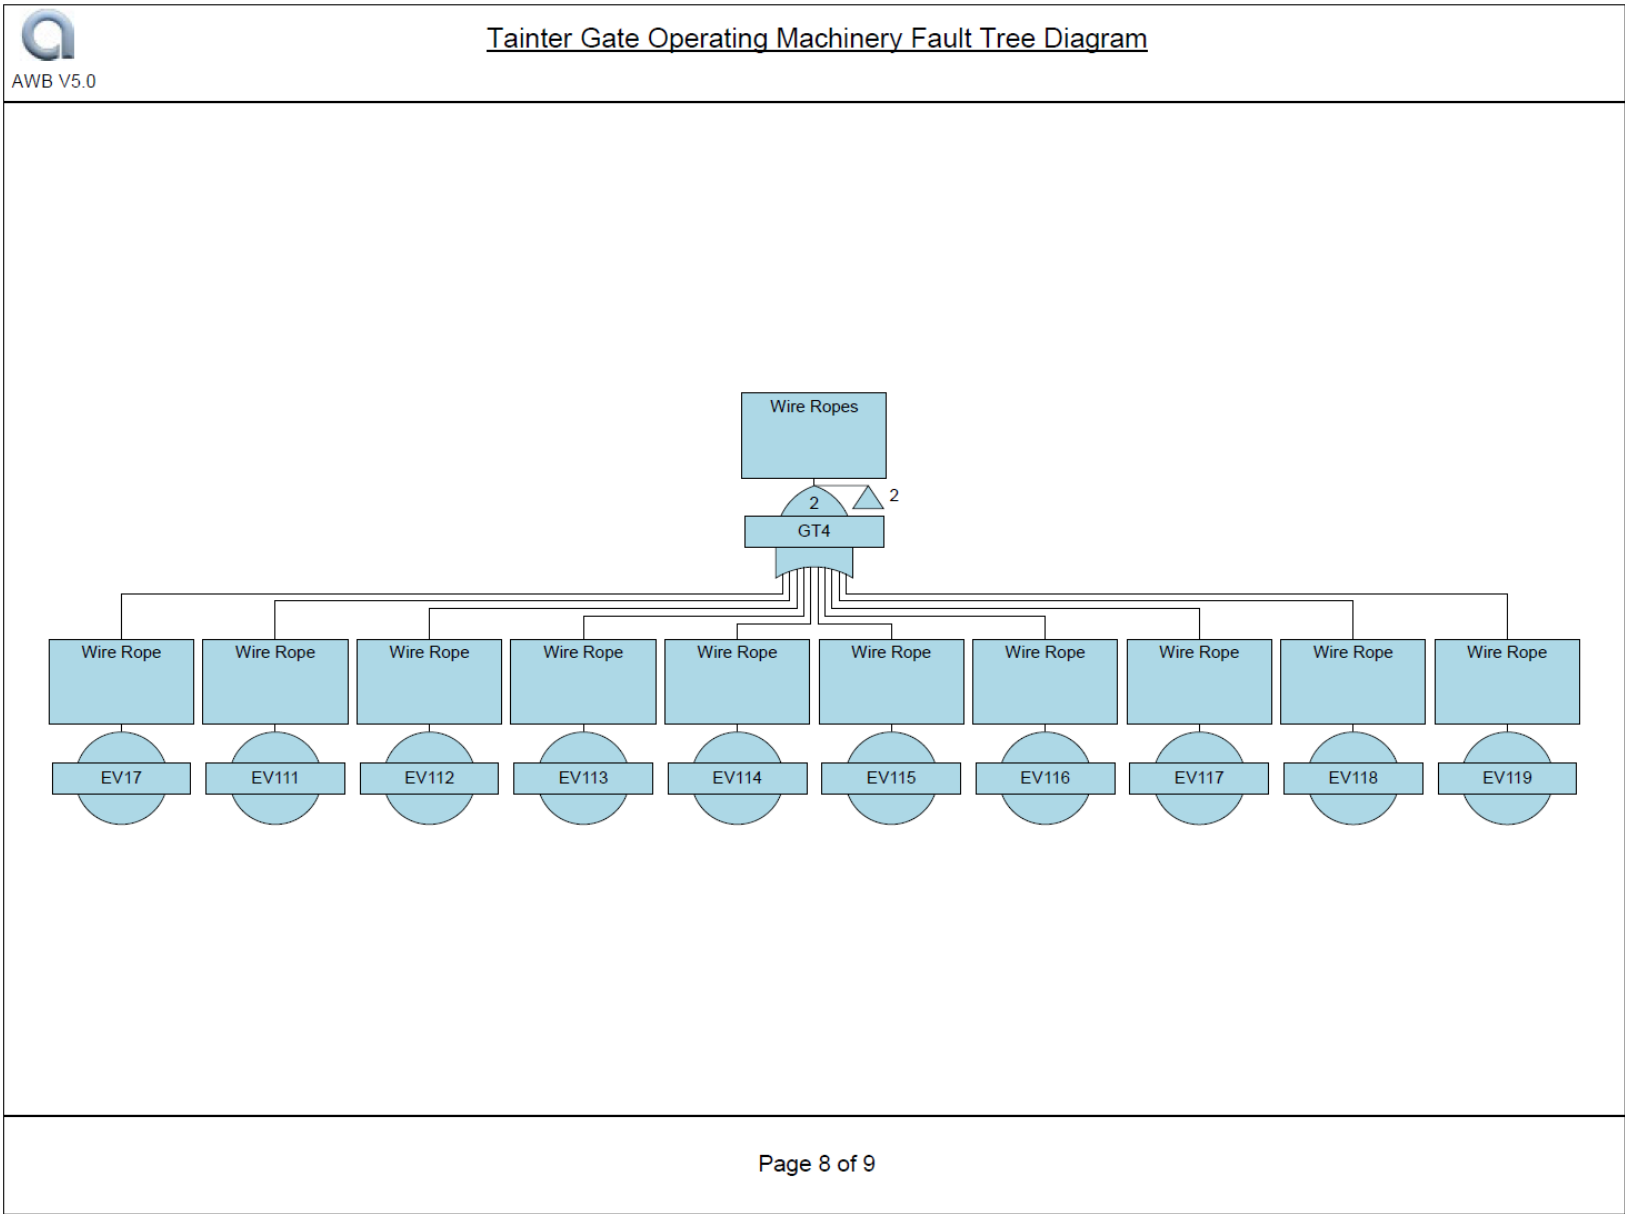 Tainter Gate Operating Machinery Fault Tree Diagram
AWB V5.0
Wire Ropes
2
2
GT4
Wire Rope Wire Rope Wire Rope Wire Rope Wire Rope Wire Rope Wire Rope Wire Rope Wire Rope Wire Rope
EV17 EV111 EV112 EV113 EV114 EV115 EV116 EV117 EV118 EV119
Page 8 of 9